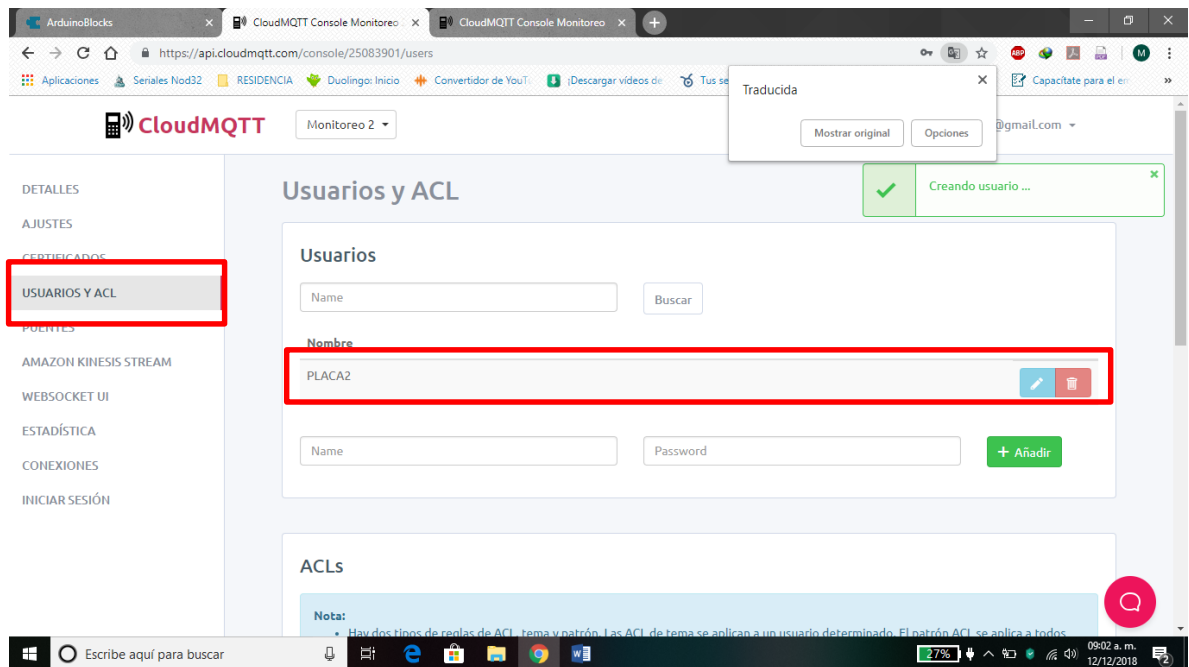 ArduinoBlocks
CloudMQTT Console Monitoreo
CloudMQTT Console Monitoreo
https://api.cloudmqtt.com/console/25083901/users
ABP
M
Aplicaciones Seriales Nod32 RESIDENCIA Duolingo: Inicio Convertidor de YouTu ¡Descargar vídeos de Tus se Capacítate para el em »
Traducida
Mostrar original Opciones
CloudMQTT
Monitoreo 2
@gmail.com
DETALLES
AJUSTES
CERTIFICADOS
USUARIOS Y ACL
PUENTES
AMAZON KINESIS STREAM
WEBSOCKET UI
ESTADÍSTICA
CONEXIONES
INICIAR SESIÓN
Usuarios y ACL
Creando usuario ...
Usuarios
Name Buscar
Nombre
PLACA2
Name Password + Añadir
ACLs
Nota:
• Hay dos tipos de reglas de ACL, tema y patrón. Las ACL de tema se aplican a un usuario determinado. El patrón ACL se aplica a todos
Escribe aquí para buscar
27%
09:02 a. m.
12/12/2018
2